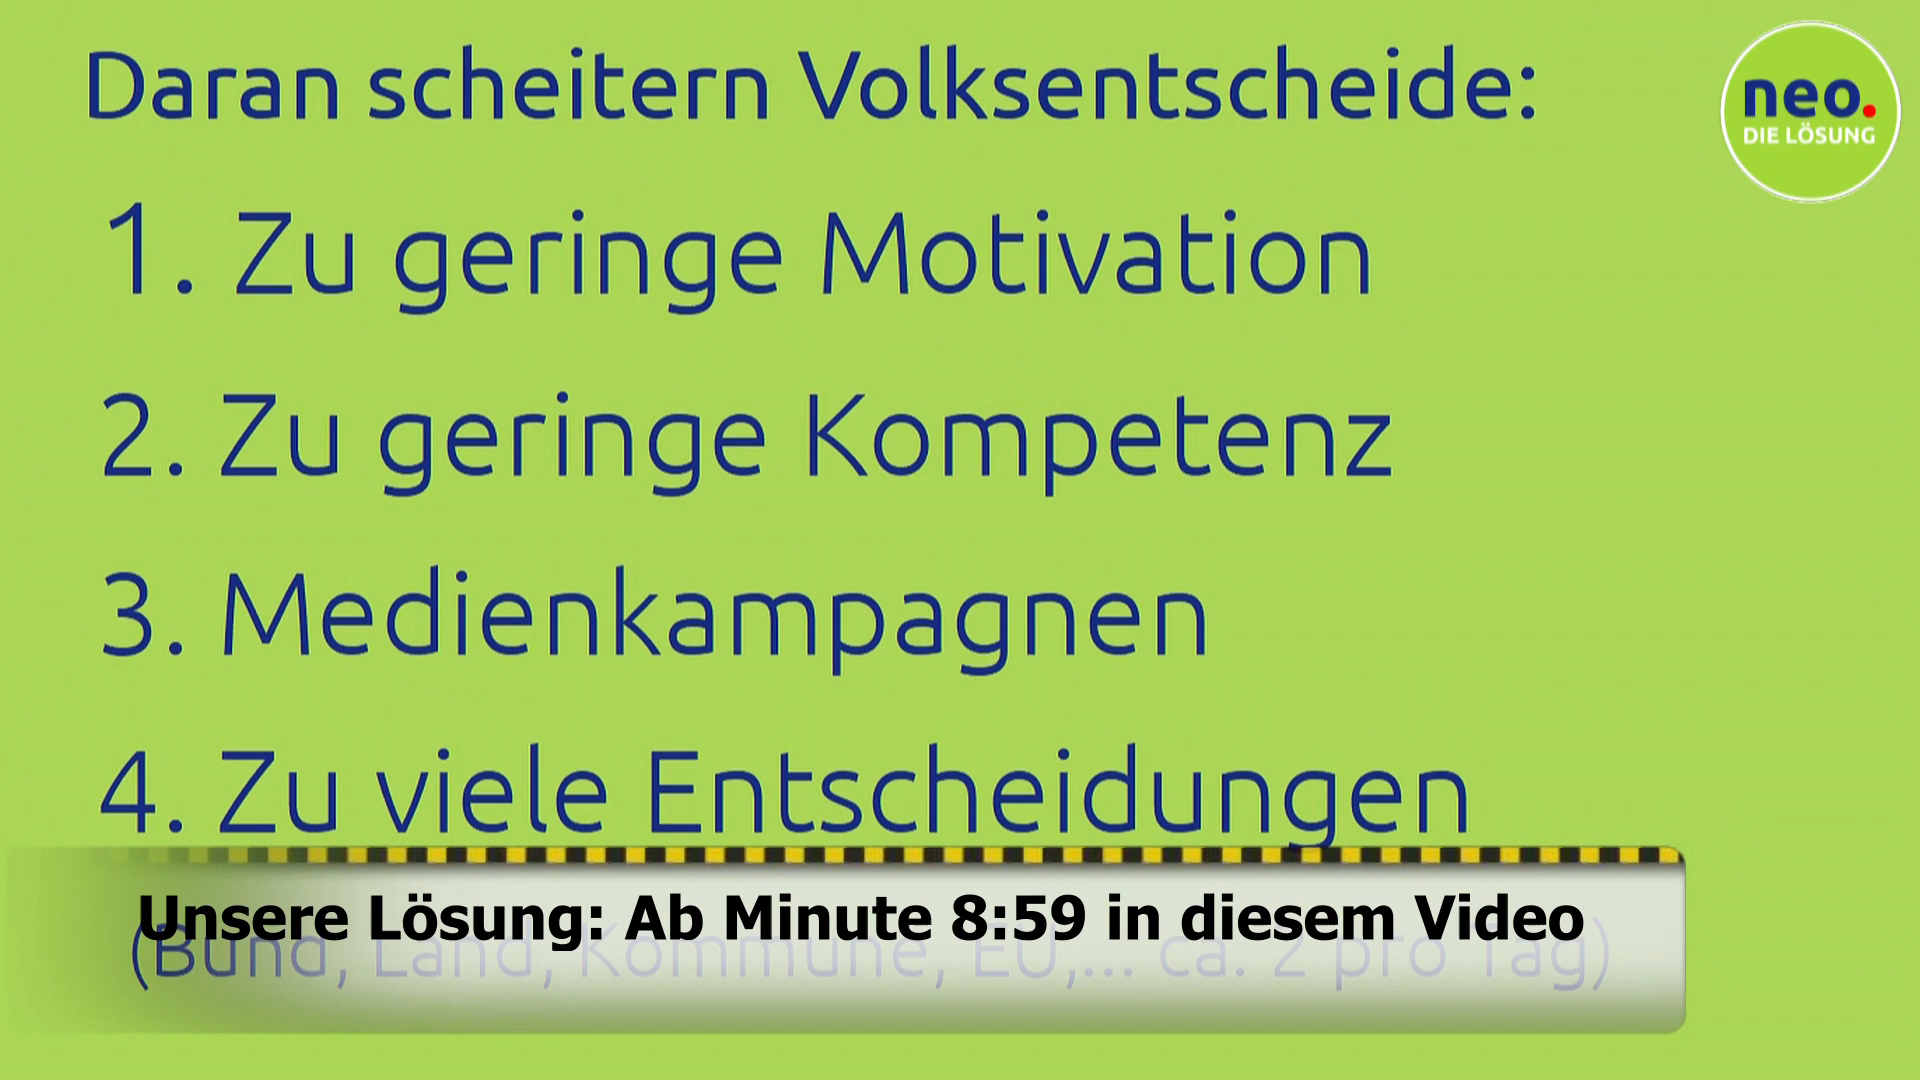 Daran scheitern Volksentscheide:
neo.
DIE LÖSUNG
1. Zu geringe Motivation
2. Zu geringe Kompetenz
3. Medienkampagnen
4. Zu viele Entscheidungen
Unsere Lösung: Ab Minute 8:59 in diesem Video
(Bund, Land, Kommune, EU,... ca. 2 pro Tag)